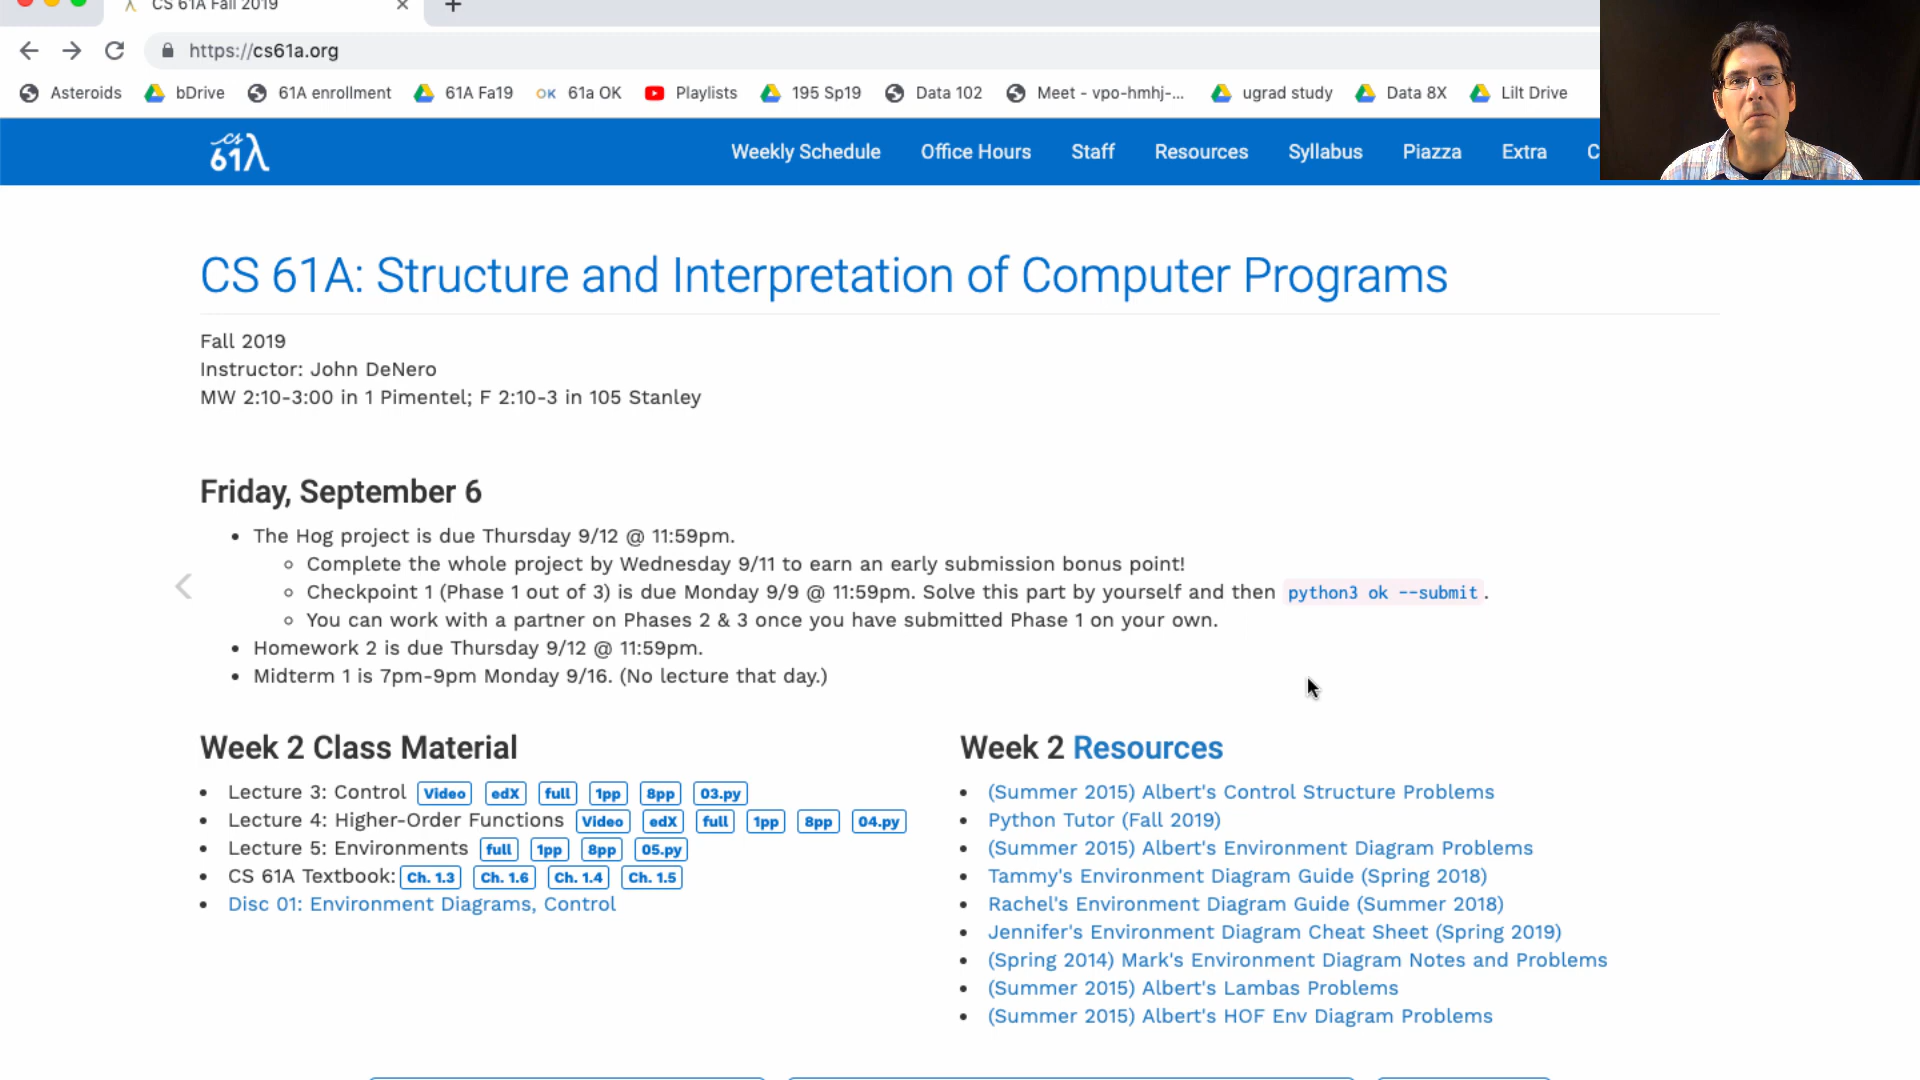 CS 61A Fall 2019
https://cs61a.org
Asteroids bDrive 61A enrollment 61A Fa19 OK 61a OK Playlists 195 Sp19 Data 102 Meet - vpo-hmhj-... ugrad study Data 8X Lilt Drive
cs
61λ
Weekly Schedule Office Hours Staff Resources Syllabus Piazza Extra C
CS 61A: Structure and Interpretation of Computer Programs
Fall 2019
Instructor: John DeNero
MW 2:10-3:00 in 1 Pimentel; F 2:10-3 in 105 Stanley
Friday, September 6
The Hog project is due Thursday 9/12 @ 11:59pm.
Complete the whole project by Wednesday 9/11 to earn an early submission bonus point!
Checkpoint 1 (Phase 1 out of 3) is due Monday 9/9 @ 11:59pm. Solve this part by yourself and then python3 ok --submit.
You can work with a partner on Phases 2 & 3 once you have submitted Phase 1 on your own.
Homework 2 is due Thursday 9/12 @ 11:59pm.
Midterm 1 is 7pm-9pm Monday 9/16. (No lecture that day.)
Week 2 Class Material
Lecture 3: Control Video edX full 1pp 8pp 03.py
Lecture 4: Higher-Order Functions Video edX full 1pp 8pp 04.py
Lecture 5: Environments full 1pp 8pp 05.py
CS 61A Textbook: Ch. 1.3 Ch. 1.6 Ch. 1.4 Ch. 1.5
Disc 01: Environment Diagrams, Control
Week 2 Resources
(Summer 2015) Albert's Control Structure Problems
Python Tutor (Fall 2019)
(Summer 2015) Albert's Environment Diagram Problems
Tammy's Environment Diagram Guide (Spring 2018)
Rachel's Environment Diagram Guide (Summer 2018)
Jennifer's Environment Diagram Cheat Sheet (Spring 2019)
(Spring 2014) Mark's Environment Diagram Notes and Problems
(Summer 2015) Albert's Lambas Problems
(Summer 2015) Albert's HOF Env Diagram Problems